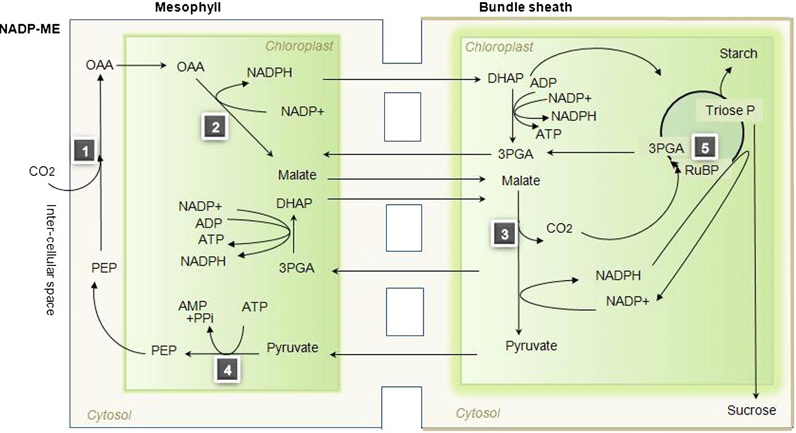 Mesophyll
Bundle sheath
NADP-ME
Chloroplast
OAA
OAA
NADPH
NADP+
2
1
CO2
Malate
NADP+
ADP
ATP
NADPH
DHAP
3PGA
PEP
AMP
+PPi
ATP
PEP
Pyruvate
4
Inter-cellular space
Cytosol
Chloroplast
DHAP
ADP
NADP+
NADPH
ATP
3PGA
Malate
3
CO2
NADPH
NADP+
Pyruvate
Starch
Triose P
3PGA
5
RuBP
Cytosol
Sucrose